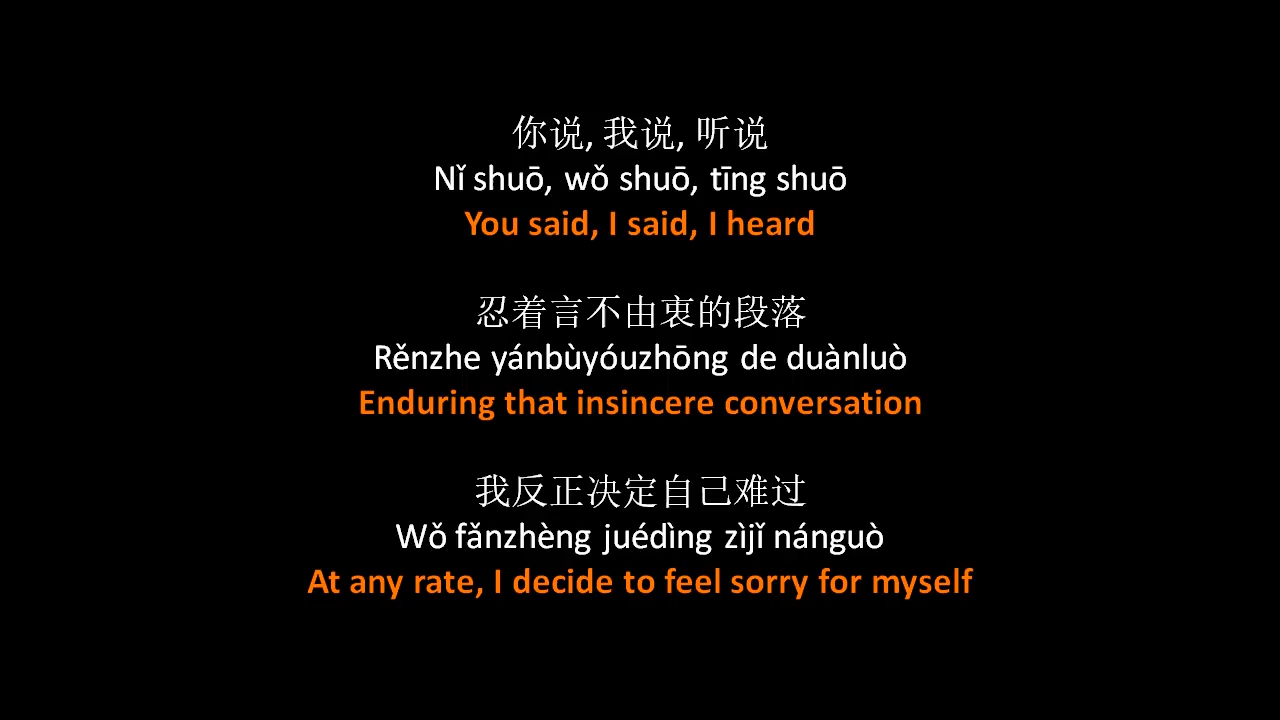 你说, 我说, 听说
Nǐ shuō, wǒ shuō, tīng shuō
You said, I said, I heard
忍着言不由衷的段落
Rěnzhe yánbùyóuzhōng de duànluò
Enduring that insincere conversation
我反正决定自己难过
Wǒ fǎnzhèng juédìng zìjǐ nánguò
At any rate, I decide to feel sorry for myself